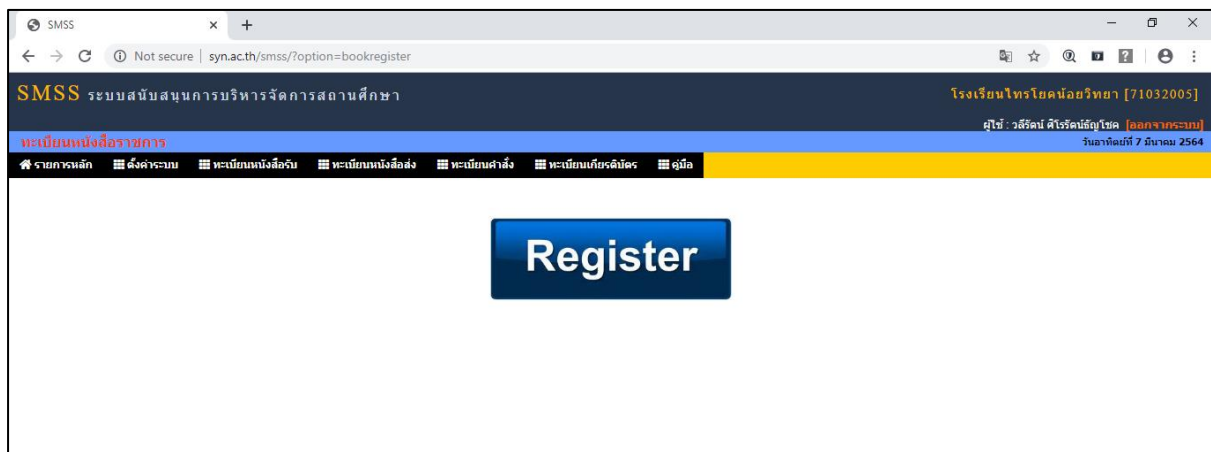 SMSS
Not secure | syn.ac.th/smss/?option=bookregister
SMSS ระบบสนับสนุนการบริหารจัดการสถานศึกษา
โรงเรียนไทรโยคน้อยวิทยา [71032005]
ผู้ใช้ : วลีรัตน์ ศิโรรัตน์ธัญโชค [ออกจากระบบ]
ทะเบียนหนังสือราชการ
วันอาทิตย์ที่ 7 มีนาคม 2564
รายการหลัก ตั้งค่าระบบ ทะเบียนหนังสือรับ ทะเบียนหนังสือส่ง ทะเบียนคำสั่ง ทะเบียนเกียรติบัตร คู่มือ
Register